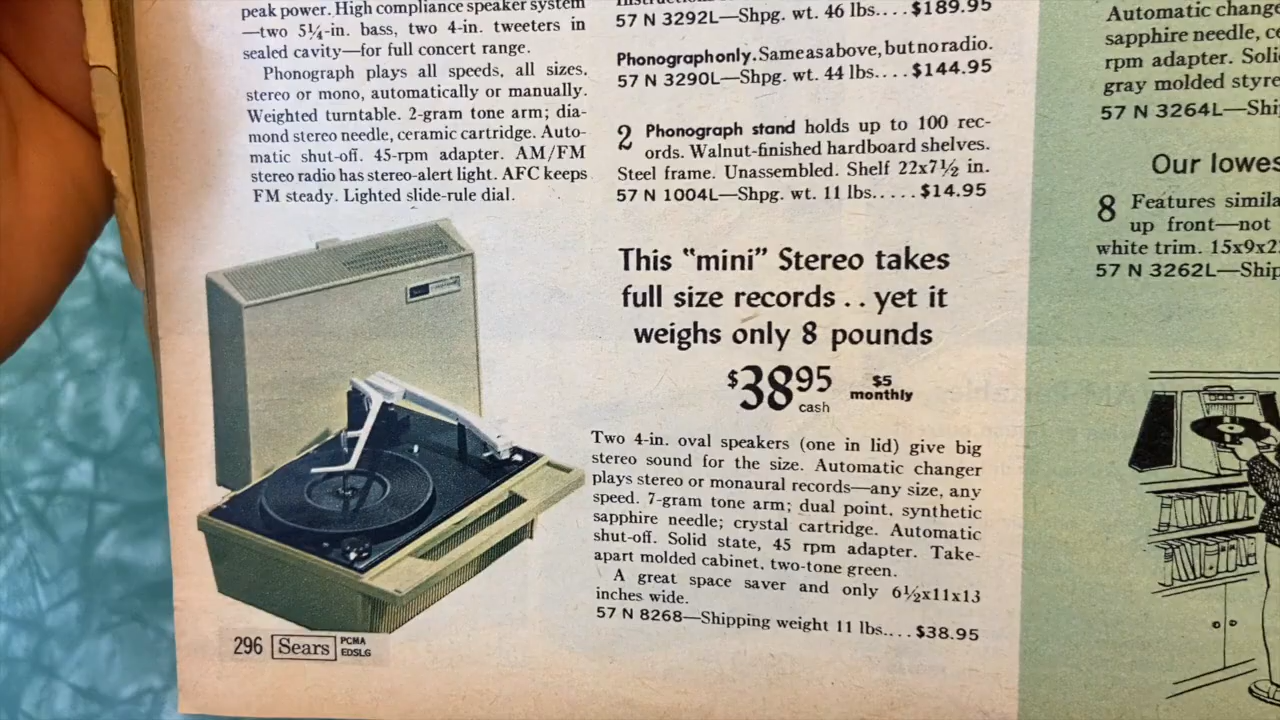 peak power. High compliance speaker system
—two 5¼-in. bass, two 4-in. tweeters in
sealed cavity—for full concert range.
Phonograph plays all speeds, all sizes,
stereo or mono, automatically or manually.
Weighted turntable. 2-gram tone arm; dia-
mond stereo needle, ceramic cartridge. Auto-
matic shut-off. 45-rpm adapter. AM/FM
stereo radio has stereo-alert light. AFC keeps
FM steady. Lighted slide-rule dial.
57 N 3292L—Shpg. wt. 46 lbs....$189.95
Phonograph only. Same as above, but no radio.
57 N 3290L—Shpg. wt. 44 lbs....$144.95
2 Phonograph stand holds up to 100 rec-
ords. Walnut-finished hardboard shelves.
Steel frame. Unassembled. Shelf 22x7½ in.
57 N 1004L—Shpg. wt. 11 lbs.....$14.95
This "mini" Stereo takes
full size records . . yet it
weighs only 8 pounds
$38.95 cash $5 monthly
Two 4-in. oval speakers (one in lid) give big
stereo sound for the size. Automatic changer
plays stereo or monaural records—any size, any
speed. 7-gram tone arm; dual point, synthetic
sapphire needle; crystal cartridge. Automatic
shut-off. Solid state, 45 rpm adapter. Take-
apart molded cabinet, two-tone green.
A great space saver and only 6½x11x13
inches wide.
57 N 8268—Shipping weight 11 lbs....$38.95
296 Sears PCMA
EDSLG
Automatic change
sapphire needle, ce
rpm adapter. Soli
gray molded styre
57 N 3264L—Shi
Our lowes
8 Features simila
up front—not
white trim. 15x9x2
57 N 3262L—Ship